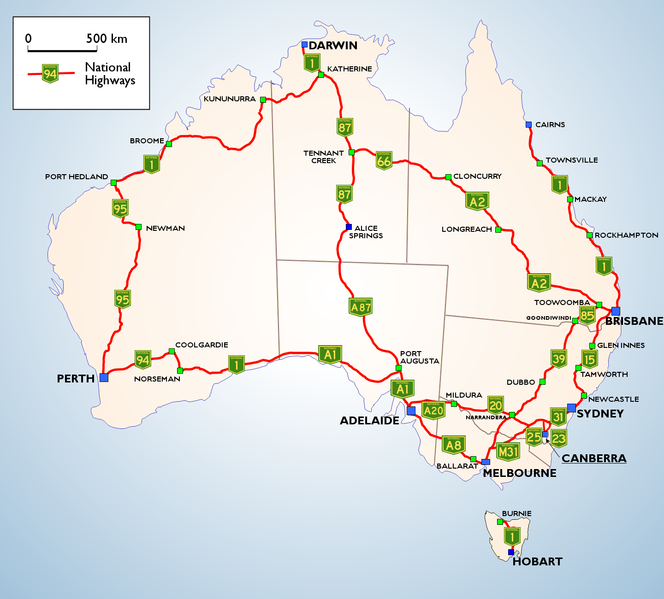 0 500 km
94 National
Highways
DARWIN
1
KATHERINE
KUNUNURRA
CAIRNS
87
BROOME
TENNANT
CREEK
66
TOWNSVILLE
1
PORT HEDLAND
CLONCURRY
1
95
87
A2
MACKAY
NEWMAN
ALICE
SPRINGS
LONGREACH
ROCKHAMPTON
1
95
A87
A2
TOOWOOMBA
GOONDIWINDI
85
BRISBANE
COOLGARDIE
94
1
A1
PORT
AUGUSTA
39
15
GLEN INNES
TAMWORTH
PERTH
NORSEMAN
A1
DUBBO
MILDURA
NEWCASTLE
A20
20
NARRANDERA
31
SYDNEY
ADELAIDE
25
23
A8
M31
CANBERRA
BALLARAT
MELBOURNE
BURNIE
1
HOBART